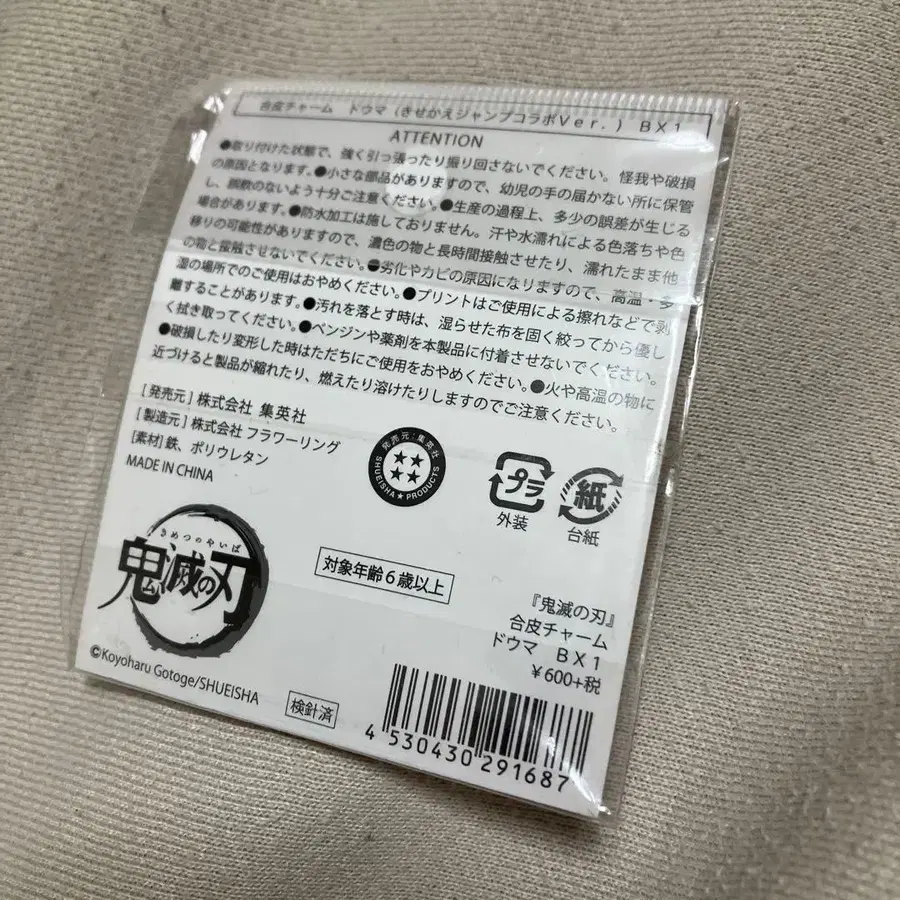 合皮チャーム ドウマ（きせかえジャンプコラボVer.） BX1
ATTENTION
●取り付けた状態で、強く引っ張ったり振り回さないでください。怪我や破損
の原因となります。●小さな部品がありますので、幼児の手の届かない所に保管
し、誤飲のないよう十分ご注意ください。●生産の過程上、多少の誤差が生じる
場合があります。●防水加工は施しておりません。汗や水濡れによる色落ちや色
移りの可能性がありますので、濃色の物と長時間接触させたり、濡れたまま他
の物と接触させないでください。●劣化やカビの原因になりますので、高温・多
湿の場所でのご使用はおやめください。●プリントはご使用による擦れなどで剥
離することがあります。●汚れを落とす時は、湿らせた布を固く絞ってから優し
く拭き取ってください。●ベンジンや薬剤を本製品に付着させないでください。
●破損したり変形した時はただちにご使用をおやめください。●火や高温の物に
近づけると製品が縮れたり、燃えたり溶けたりしますのでご注意ください。
[発売元] 株式会社 集英社
[製造元] 株式会社 フラワーリング
[素材] 鉄、ポリウレタン
MADE IN CHINA
発売元:集英社
SHUEISHA★PRODUCTS
プラ
外装
紙
台紙
きめつのやいば
鬼滅の刃
©Koyoharu Gotoge/SHUEISHA
対象年齢6歳以上
検針済
『鬼滅の刃』
合皮チャーム
ドウマ BX1
¥600+税
4 530430 291687